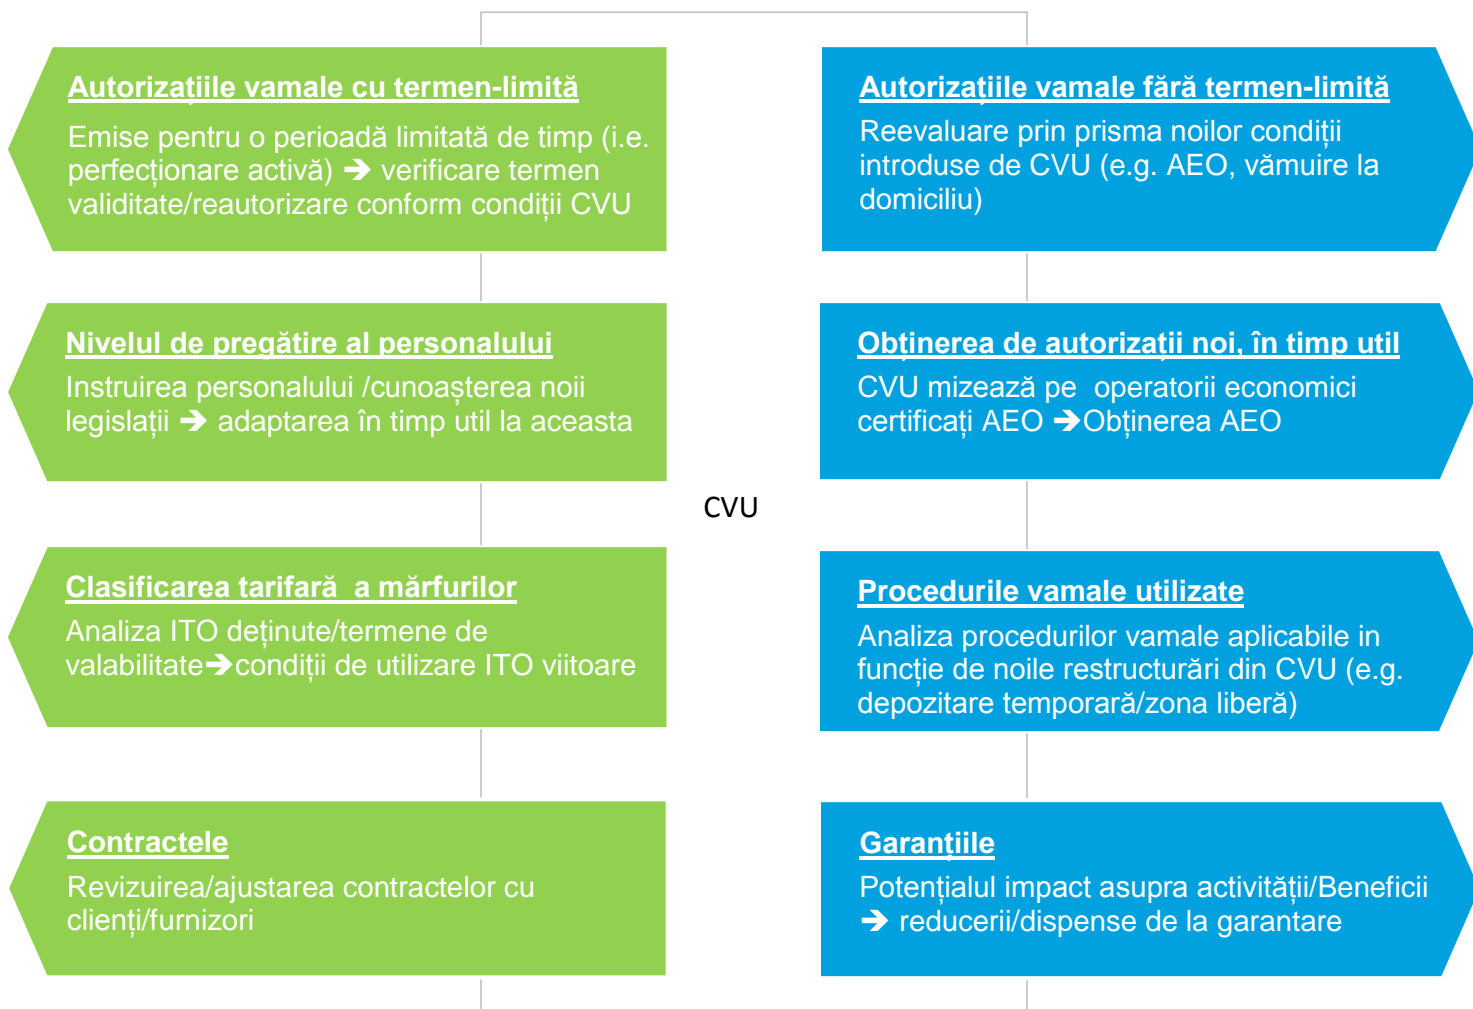 Autorizațiile vamale cu termen-limită
Emise pentru o perioadă limitată de timp (i.e.
perfecționare activă) ➔ verificare termen
validitate/reautorizare conform condiții CVU
Autorizațiile vamale fără termen-limită
Reevaluare prin prisma noilor condiții
introduse de CVU (e.g. AEO, vămuire la
domiciliu)
Nivelul de pregătire al personalului
Instruirea personalului /cunoașterea noii
legislații ➔ adaptarea în timp util la aceasta
Obținerea de autorizații noi, în timp util
CVU mizează pe  operatorii economici
certificați AEO ➔Obținerea AEO
CVU
Clasificarea tarifară  a mărfurilor
Analiza ITO deținute/termene de
valabilitate➔condiții de utilizare ITO viitoare
Procedurile vamale utilizate
Analiza procedurilor vamale aplicabile in
funcție de noile restructurări din CVU (e.g.
depozitare temporară/zona liberă)
Contractele
Revizuirea/ajustarea contractelor cu
clienți/furnizori
Garanțiile
Potențialul impact asupra activității/Beneficii
➔ reducerii/dispense de la garantare